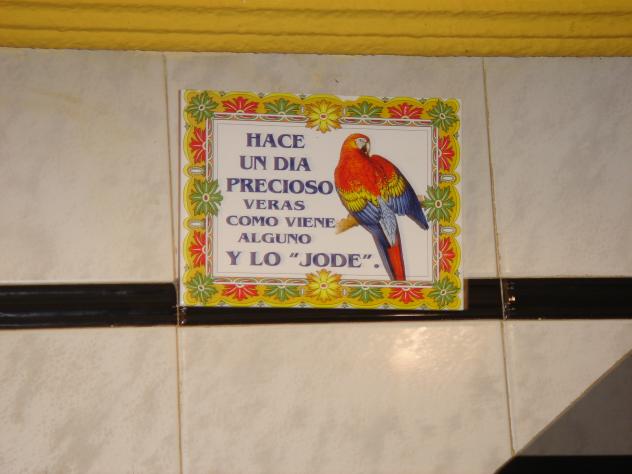 HACE
UN DIA
PRECIOSO
VERAS
COMO VIENE
ALGUNO
Y LO "JODE".